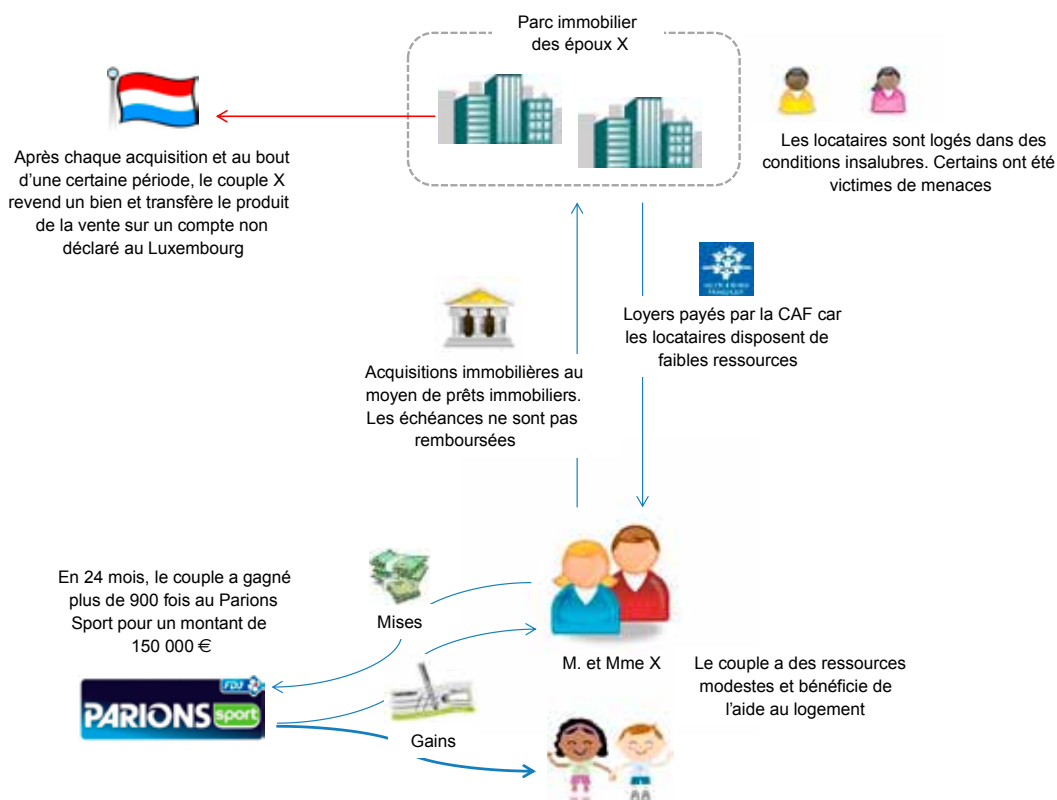 Parc immobilier
des époux X
Après chaque acquisition et au bout
d'une certaine période, le couple X
revend un bien et transfère le produit
de la vente sur un compte non
déclaré au Luxembourg
Les locataires sont logés dans des
conditions insalubres. Certains ont été
victimes de menaces
Loyers payés par la CAF car
les locataires disposent de
faibles ressources
Acquisitions immobilières au
moyen de prêts immobiliers.
Les échéances ne sont pas
remboursées
En 24 mois, le couple a gagné
plus de 900 fois au Parions
Sport pour un montant de
150 000 €
Mises
FDJ
PARIONS sport
Gains
M. et Mme X
Le couple a des ressources
modestes et bénéficie de
l'aide au logement